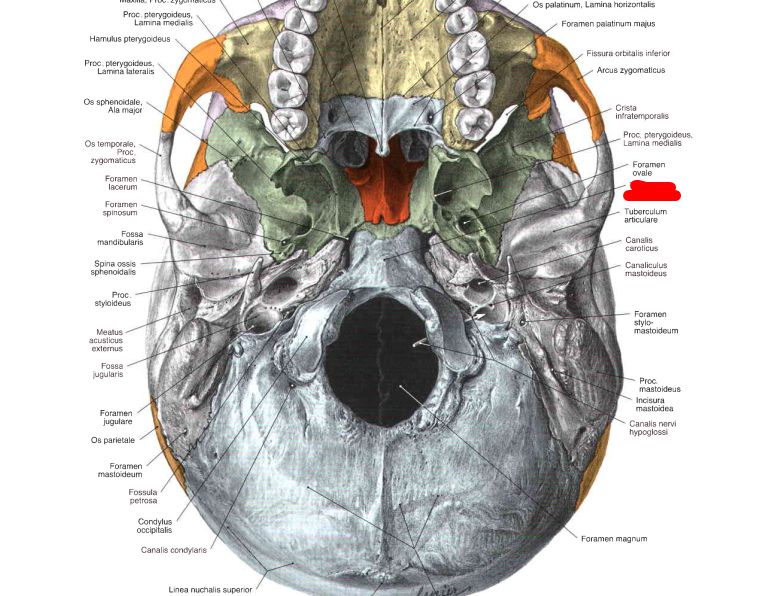 Maxilla, Proc. zygomaticus
Proc. pterygoideus,
Lamina medialis
Hamulus pterygoideus
Proc. pterygoideus,
Lamina lateralis
Os sphenoidale,
Ala major
Os temporale,
Proc.
zygomaticus
Foramen
lacerum
Foramen
spinosum
Fossa
mandibularis
Spina ossis
sphenoidalis
Proc.
styloideus
Meatus
acusticus
externus
Fossa
jugularis
Foramen
jugulare
Os parietale
Foramen
mastoideum
Fossula
petrosa
Condylus
occipitalis
Canalis condylaris
Linea nuchalis superior
Os palatinum, Lamina horizontalis
Foramen palatinum majus
Fissura orbitalis inferior
Arcus zygomaticus
Crista
infratemporalis
Proc. pterygoideus,
Lamina medialis
Foramen
ovale
Tuberculum
articulare
Canalis
caroticus
Canaliculus
mastoideus
Foramen
stylo-
mastoideum
Proc.
mastoideus
Incisura
mastoidea
Canalis nervi
hypoglossi
Foramen magnum